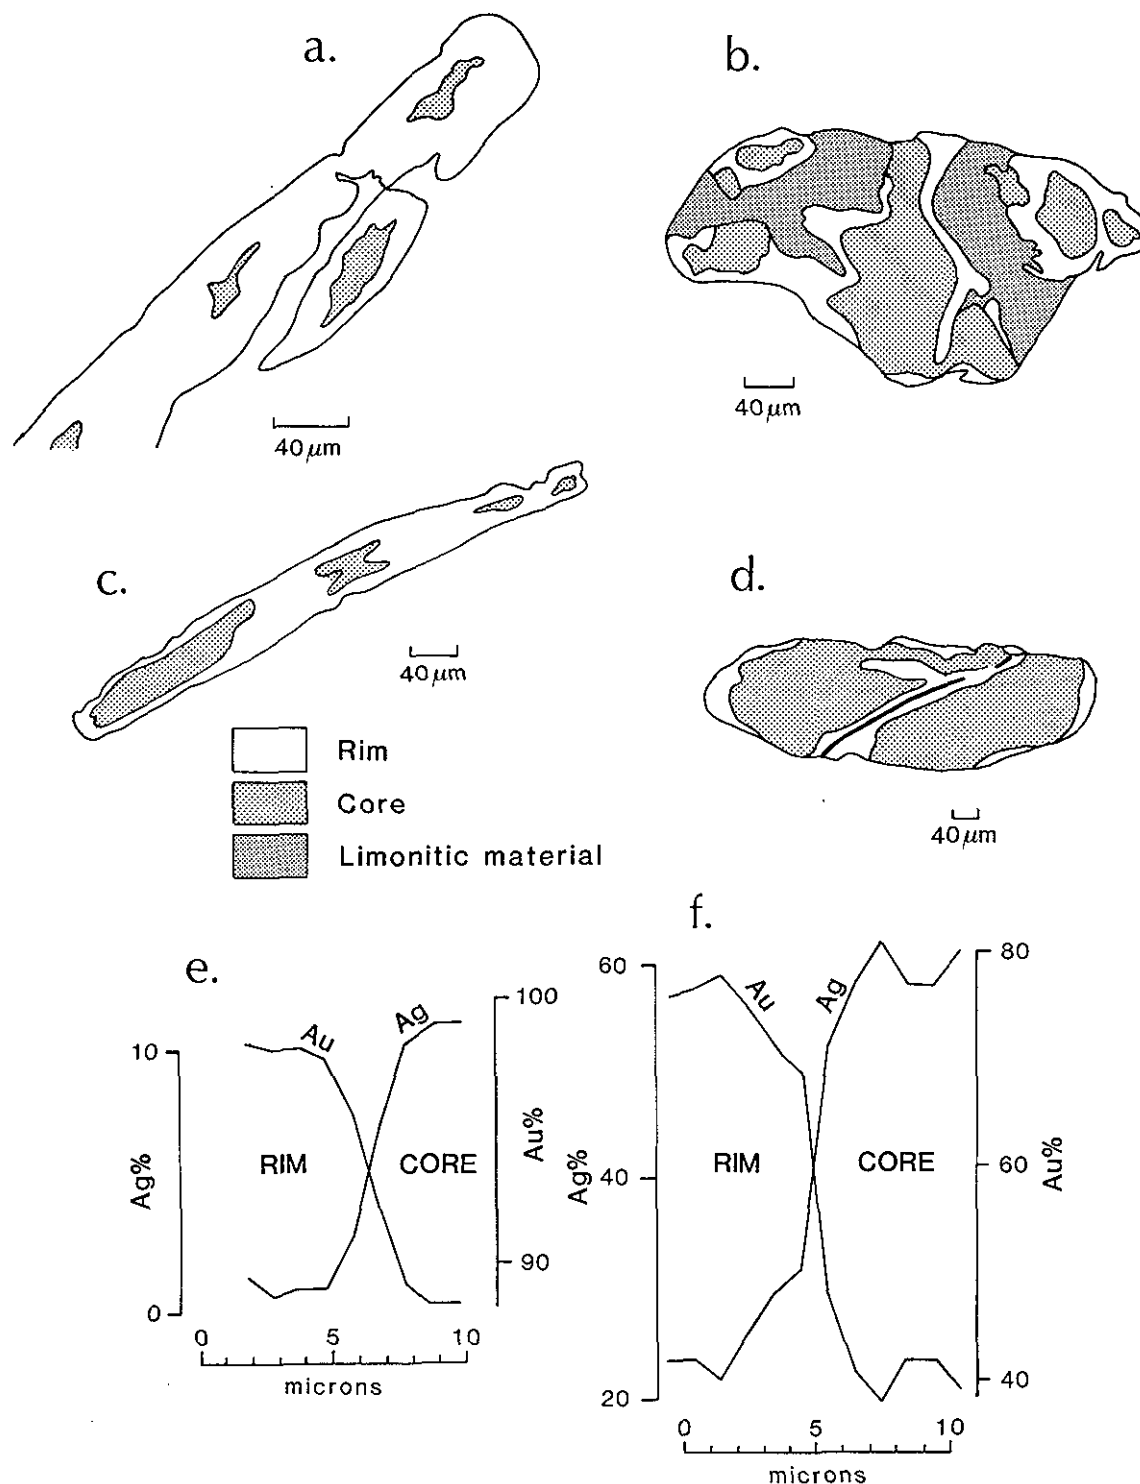 a.
b.
40 μm
40 μm
c.
d.
40 μm
40 μm
Rim
Core
Limonitic material
e.
f.
Au
Ag
100
10
Ag%
RIM
CORE
Au%
90
0
0 5 10
microns
Au
Ag
80
60
Ag%
40
RIM
CORE
60
Au%
40
20
0 5 10
microns